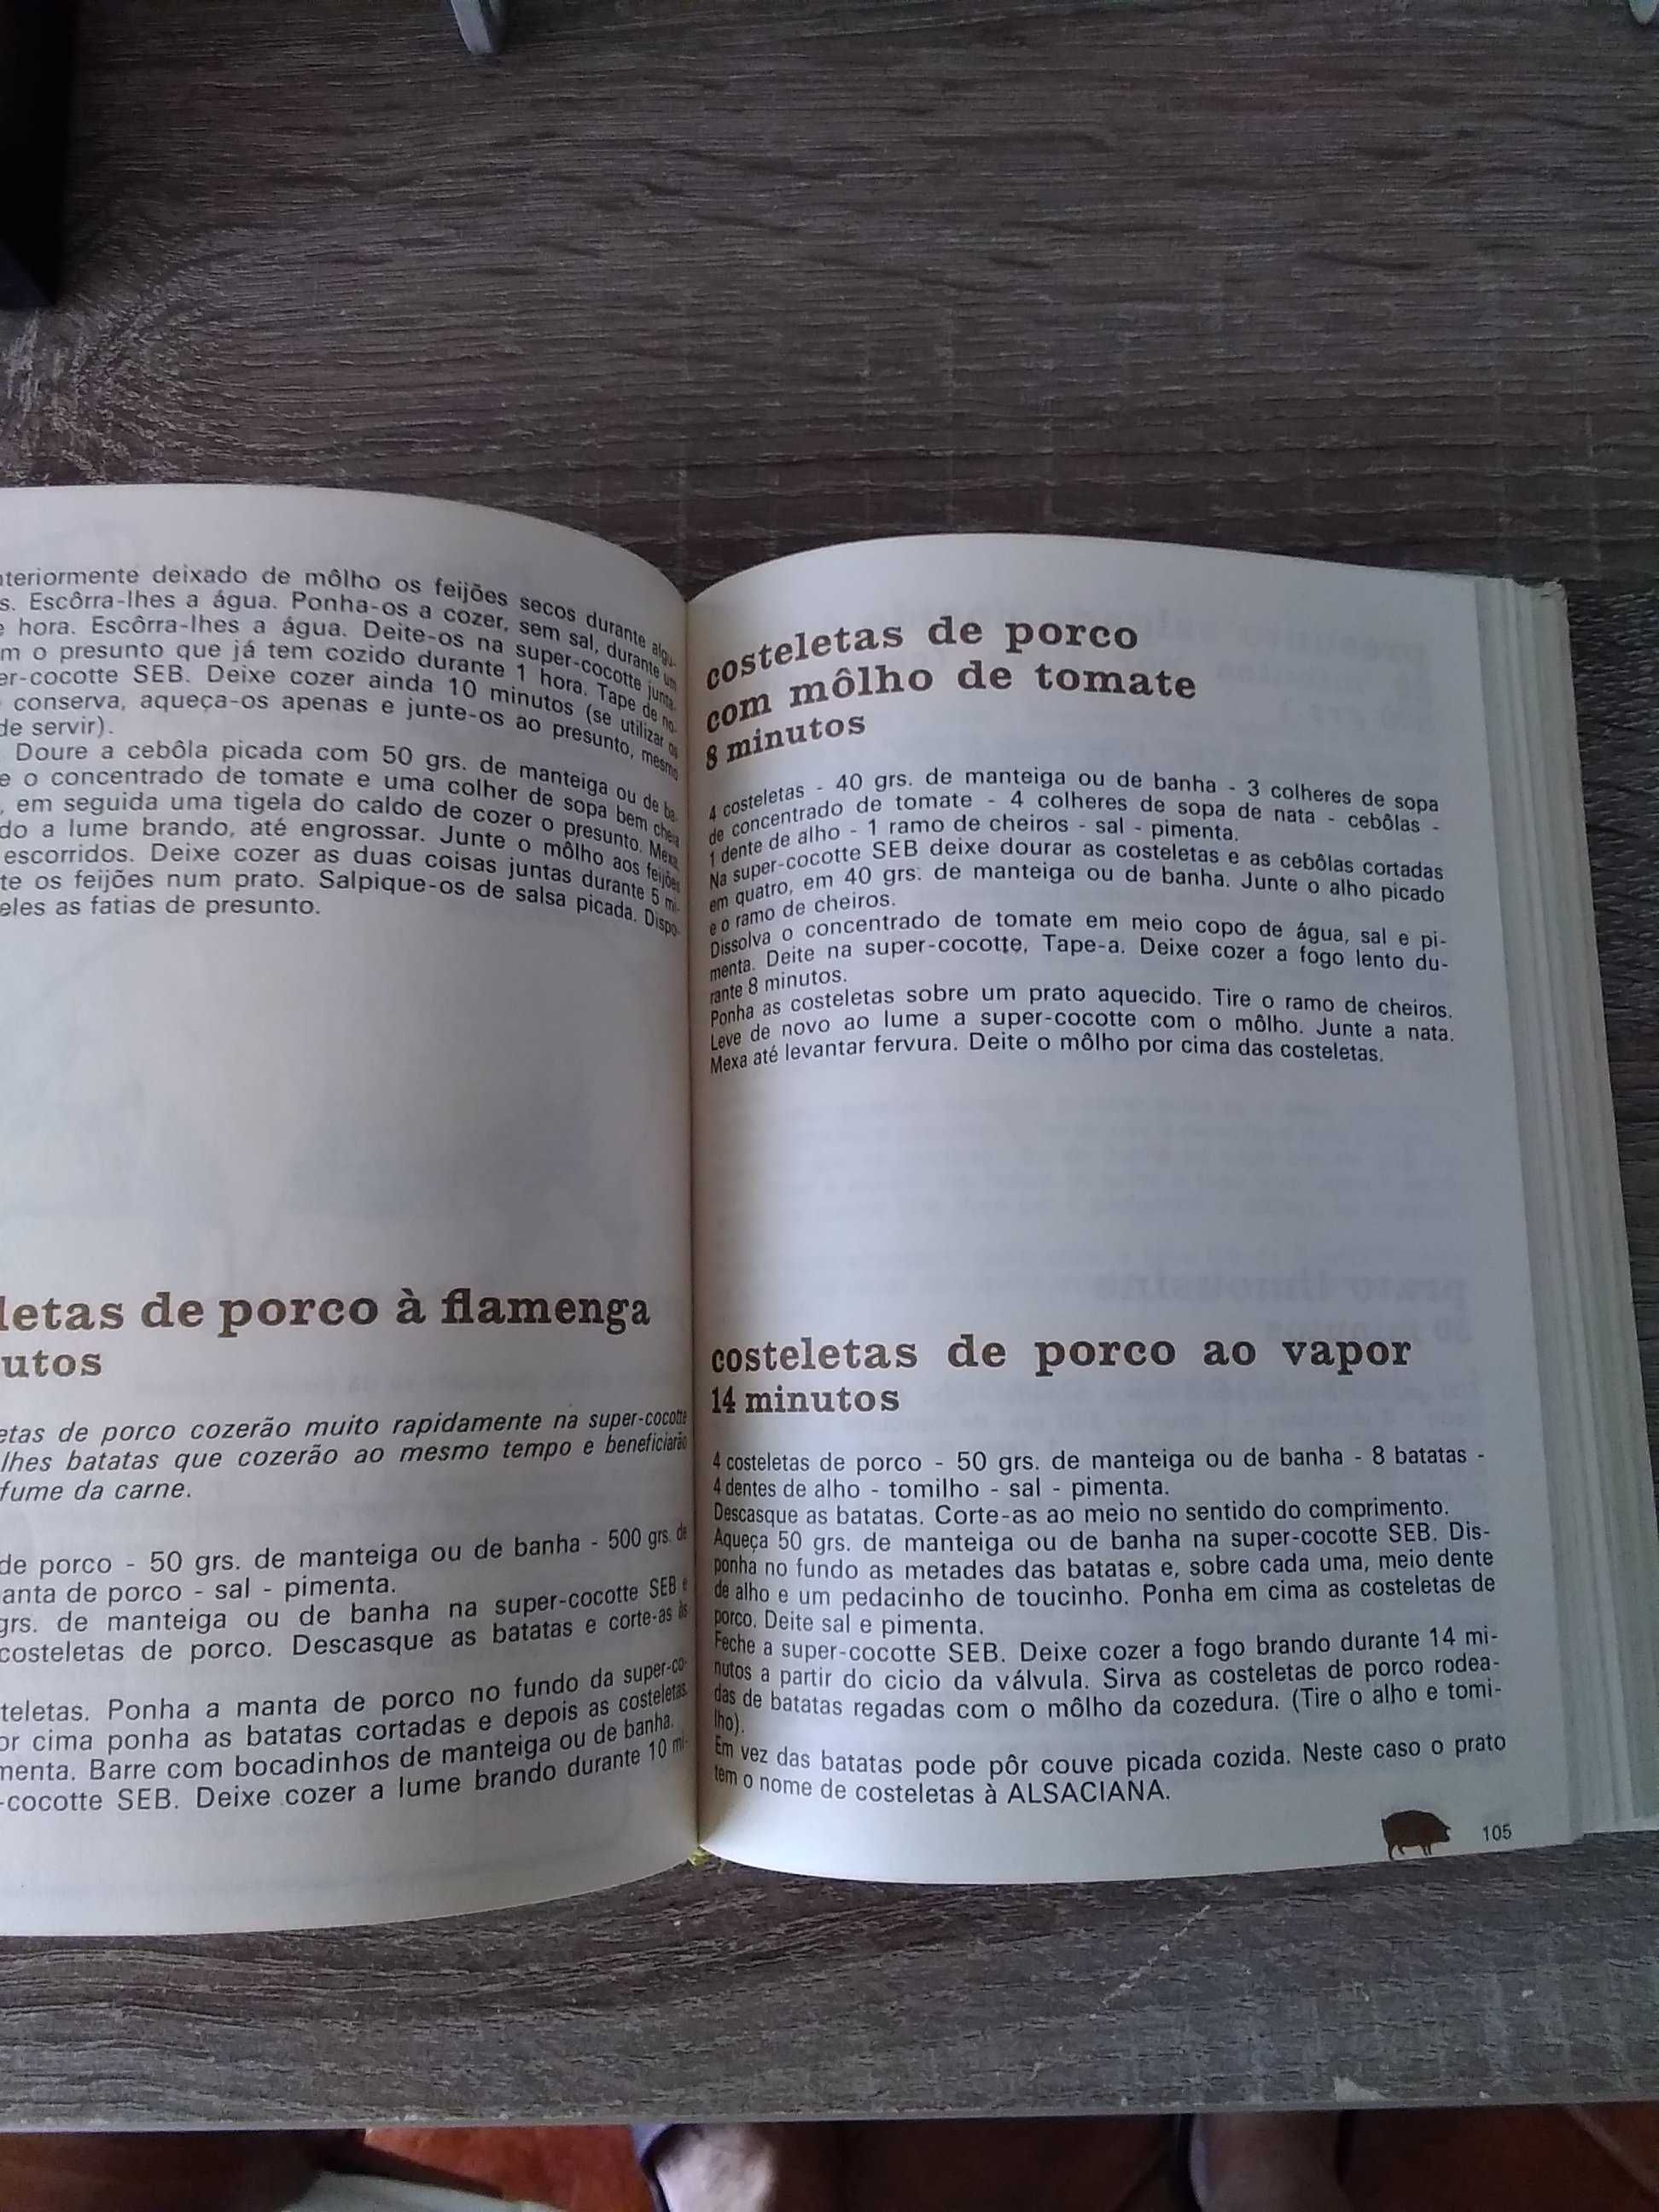 nteriormente deixado de môlho os feijões secos durante algu-
s. Escôrra-lhes a água. Ponha-os a cozer, sem sal, durante um
e hora. Escôrra-lhes a água. Deite-os na super-cocotte junta-
m o presunto que já tem cozido durante 1 hora. Tape de no-
er-cocotte SEB. Deixe cozer ainda 10 minutos (se utilizar os
conserva, aqueça-os apenas e junte-os ao presunto, mesmo
de servir).
Doure a cebôla picada com 50 grs. de manteiga ou de ba-
e o concentrado de tomate e uma colher de sopa bem cheia
, em seguida uma tigela do caldo de cozer o presunto. Mexa,
do a lume brando, até engrossar. Junte o môlho aos feijões
escorridos. Deixe cozer as duas coisas juntas durante 5 mi-
te os feijões num prato. Salpique-os de salsa picada. Dispo-
eles as fatias de presunto.
letas de porco à flamenga
utos
etas de porco cozerão muito rapidamente na super-cocotte
lhes batatas que cozerão ao mesmo tempo e beneficiarão
fume da carne.
de porco - 50 grs. de manteiga ou de banha - 500 grs. de
anta de porco - sal - pimenta.
grs. de manteiga ou de banha na super-cocotte SEB e
costeletas de porco. Descasque as batatas e corte-as às
teletas. Ponha a manta de porco no fundo da super-co-
or cima ponha as batatas cortadas e depois as costeletas.
menta. Barre com bocadinhos de manteiga ou de banha.
-cocotte SEB. Deixe cozer a lume brando durante 10 mi-
costeletas de porco
com môlho de tomate
8 minutos
4 costeletas - 40 grs. de manteiga ou de banha - 3 colheres de sopa
de concentrado de tomate - 4 colheres de sopa de nata - cebôlas -
1 dente de alho - 1 ramo de cheiros - sal - pimenta.
Na super-cocotte SEB deixe dourar as costeletas e as cebôlas cortadas
em quatro, em 40 grs. de manteiga ou de banha. Junte o alho picado
e o ramo de cheiros.
Dissolva o concentrado de tomate em meio copo de água, sal e pi-
menta. Deite na super-cocotte, Tape-a. Deixe cozer a fogo lento du-
rante 8 minutos.
Ponha as costeletas sobre um prato aquecido. Tire o ramo de cheiros.
Leve de novo ao lume a super-cocotte com o môlho. Junte a nata.
Mexa até levantar fervura. Deite o môlho por cima das costeletas.
costeletas de porco ao vapor
14 minutos
4 costeletas de porco - 50 grs. de manteiga ou de banha - 8 batatas -
4 dentes de alho - tomilho - sal - pimenta.
Descasque as batatas. Corte-as ao meio no sentido do comprimento.
Aqueça 50 grs. de manteiga ou de banha na super-cocotte SEB. Dis-
ponha no fundo as metades das batatas e, sobre cada uma, meio dente
de alho e um pedacinho de toucinho. Ponha em cima as costeletas de
porco. Deite sal e pimenta.
Feche a super-cocotte SEB. Deixe cozer a fogo brando durante 14 mi-
nutos a partir do cicio da válvula. Sirva as costeletas de porco rodea-
das de batatas regadas com o môlho da cozedura. (Tire o alho e tomi-
lho).
Em vez das batatas pode pôr couve picada cozida. Neste caso o prato
tem o nome de costeletas à ALSACIANA.
105